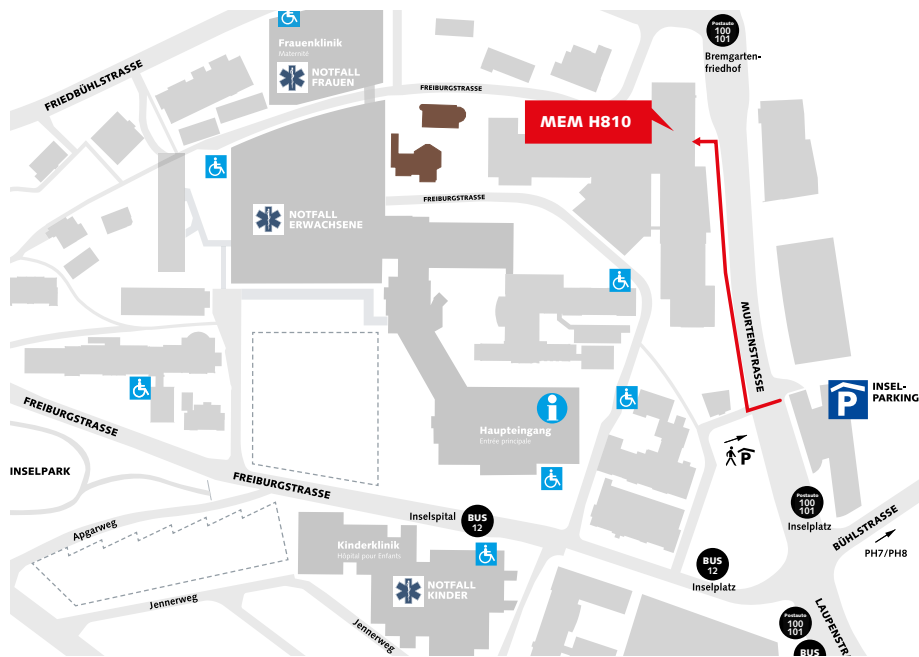 Postauto
100
101
Bremgarten-
friedhof
Frauenklinik
Maternité
NOTFALL
FRAUEN
FRIEDBÜHLSTRASSE
FREIBURGSTRASSE
MEM H810
FREIBURGSTRASSE
NOTFALL
ERWACHSENE
MURTENSTRASSE
P
INSEL-
PARKING
FREIBURGSTRASSE
i
Haupteingang
Entrée principale
P
INSELPARK
FREIBURGSTRASSE
Apgarweg
Inselspital
BUS
12
Postauto
100
101
Inselplatz
BÜHLSTRASSE
PH7/PH8
Kinderklinik
Hôpital pour Enfants
NOTFALL
KINDER
BUS
12
Inselplatz
Jennerweg
Jennerweg
Postauto
100
101
BUS